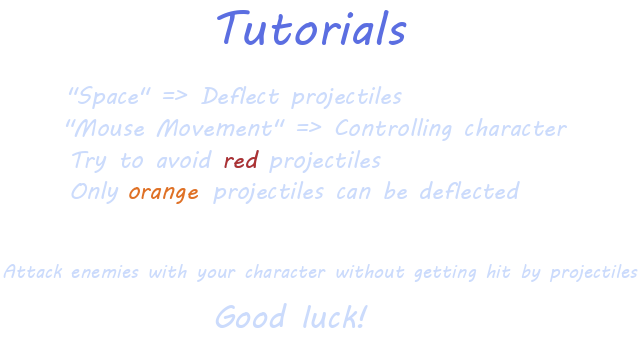 Tutorials
"Space" => Deflect projectiles
"Mouse Movement" => Controlling character
Try to avoid red projectiles
Only orange projectiles can be deflected
Attack enemies with your character without getting hit by projectiles
Good luck!